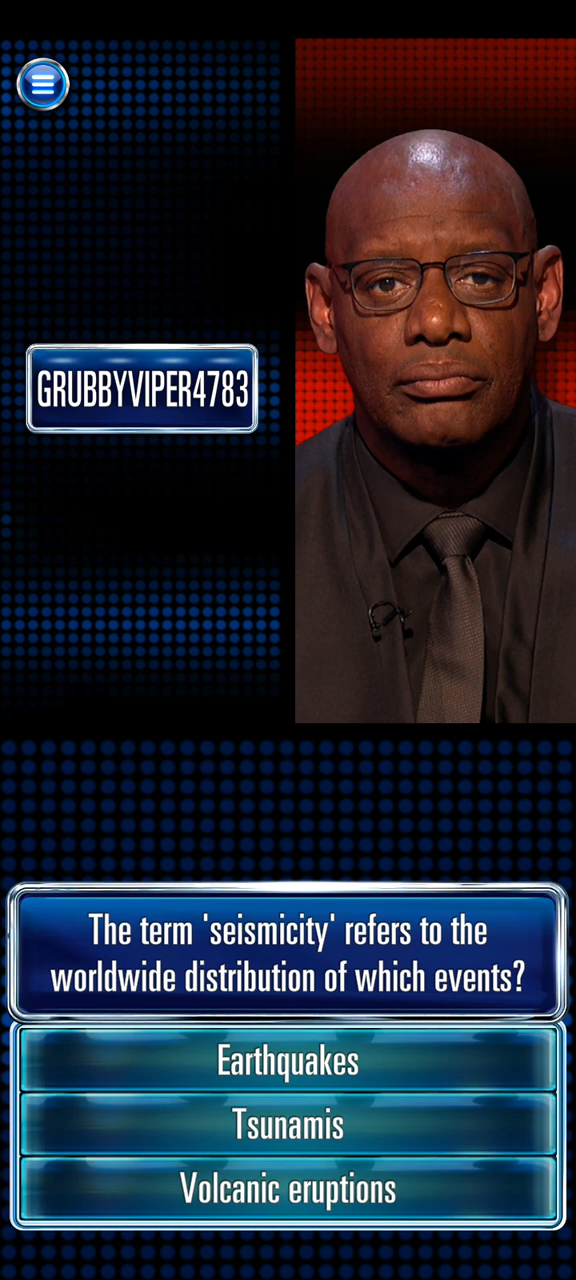 GRUBBYVIPER4783
The term 'seismicity' refers to the
worldwide distribution of which events?
Earthquakes
Tsunamis
Volcanic eruptions